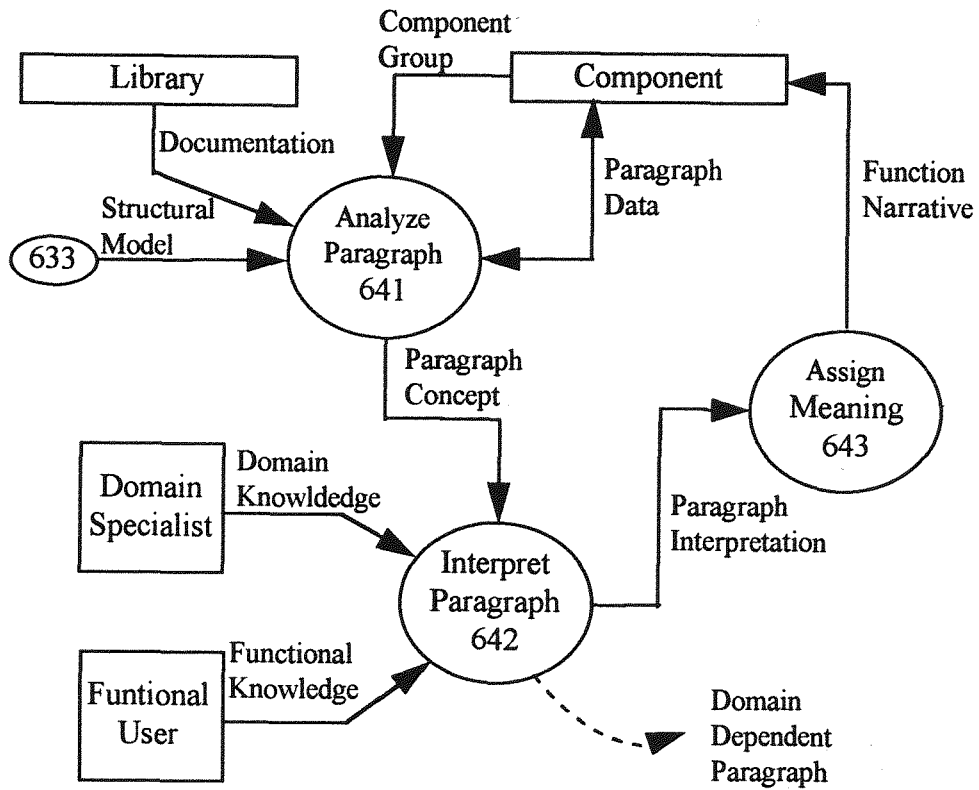 Component
Group
Library
Component
Documentation
Paragraph
Data
Function
Narrative
Structural
Model
633
Analyze
Paragraph
641
Paragraph
Concept
Assign
Meaning
643
Domain
Specialist
Domain
Knowldedge
Paragraph
Interpretation
Interpret
Paragraph
642
Funtional
User
Functional
Knowledge
Domain
Dependent
Paragraph